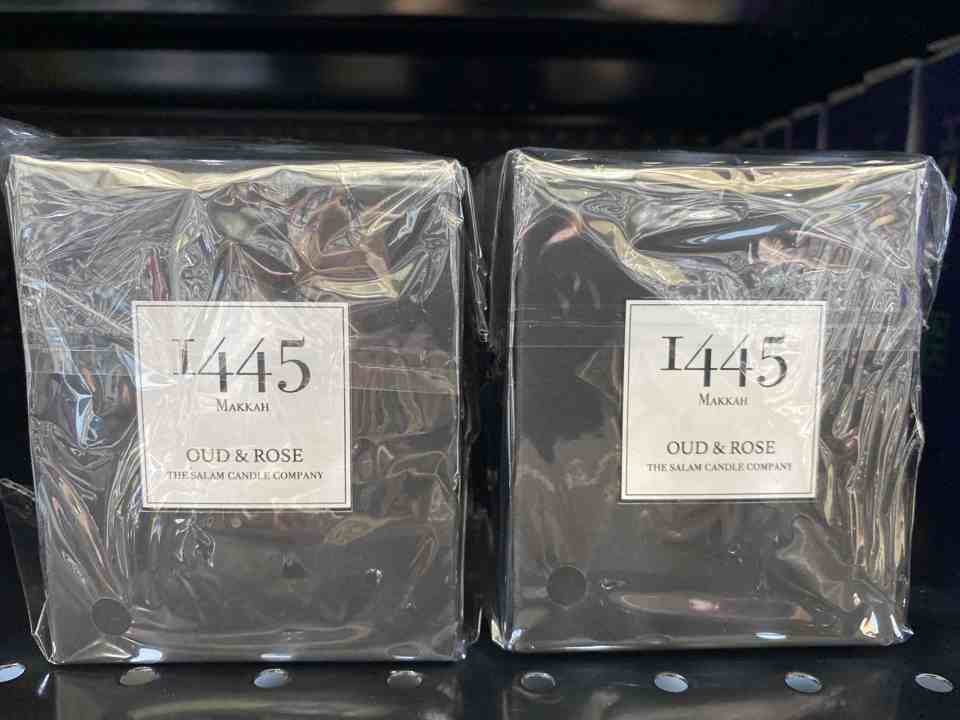 1445
MAKKAH
OUD & ROSE
THE SALAM CANDLE COMPANY
1445
MAKKAH
OUD & ROSE
THE SALAM CANDLE COMPANY